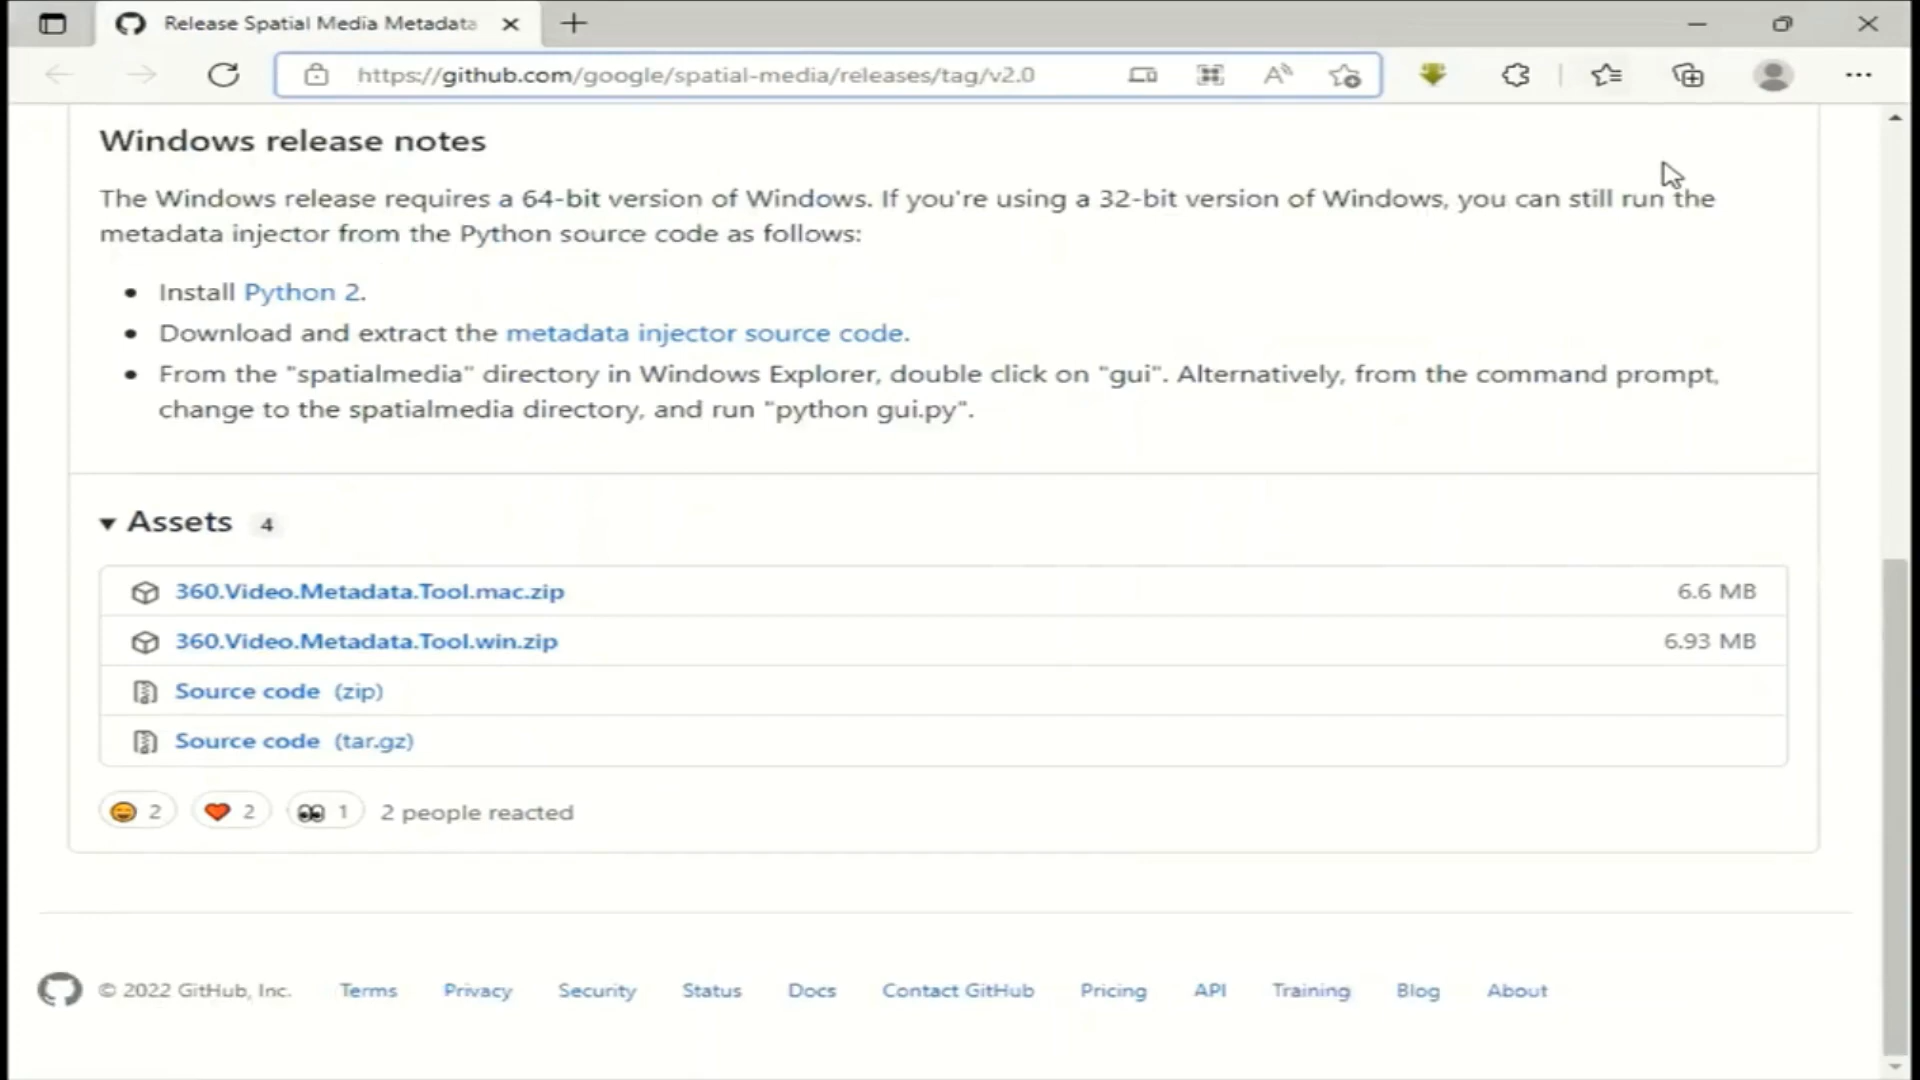 Release Spatial Media Metadata
https://github.com/google/spatial-media/releases/tag/v2.0
Windows release notes
The Windows release requires a 64-bit version of Windows. If you're using a 32-bit version of Windows, you can still run the
metadata injector from the Python source code as follows:
Install Python 2.
Download and extract the metadata injector source code.
From the "spatialmedia" directory in Windows Explorer, double click on "gui". Alternatively, from the command prompt,
change to the spatialmedia directory, and run "python gui.py".
Assets 4
360.Video.Metadata.Tool.mac.zip 6.6 MB
360.Video.Metadata.Tool.win.zip 6.93 MB
Source code (zip)
Source code (tar.gz)
2 2 1 2 people reacted
© 2022 GitHub, Inc. Terms Privacy Security Status Docs Contact GitHub Pricing API Training Blog About